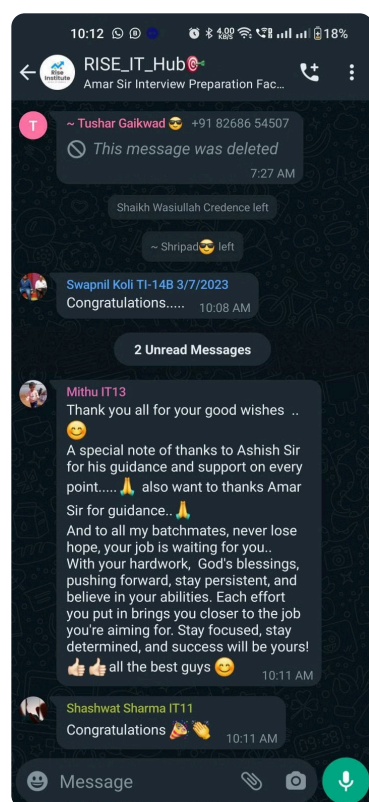 10:12 4.00 KB/S 18%
Rise Institute
RISE_IT_Hub🎯
Amar Sir Interview Preparation Fac...
T ~ Tushar Gaikwad 😎 +91 82686 54507
This message was deleted
7:27 AM
Shaikh Wasiullah Credence left
~ Shripad😎 left
Swapnil Koli TI-14B 3/7/2023
Congratulations..... 10:08 AM
2 Unread Messages
Mithu IT13
Thank you all for your good wishes ..
😊
A special note of thanks to Ashish Sir
for his guidance and support on every
point.....🙏 also want to thanks Amar
Sir for guidance..🙏
And to all my batchmates, never lose
hope, your job is waiting for you..
With your hardwork, God's blessings,
pushing forward, stay persistent, and
believe in your abilities. Each effort
you put in brings you closer to the job
you're aiming for. Stay focused, stay
determined, and success will be yours!
👍🏻👍🏻all the best guys 😊 10:11 AM
Shashwat Sharma IT11
Congratulations 🎉👏 10:11 AM
Message